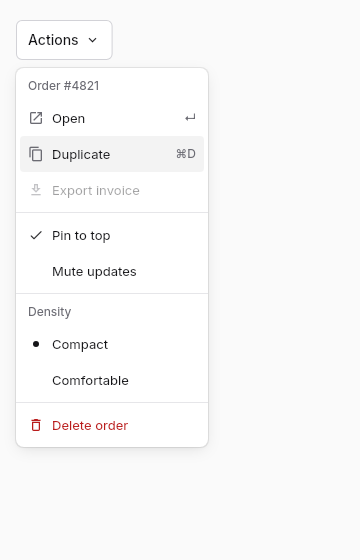 Actions
Order #4821
Open ↵
Duplicate ⌘D
Export invoice
Pin to top
Mute updates
Density
Compact
Comfortable
Delete order